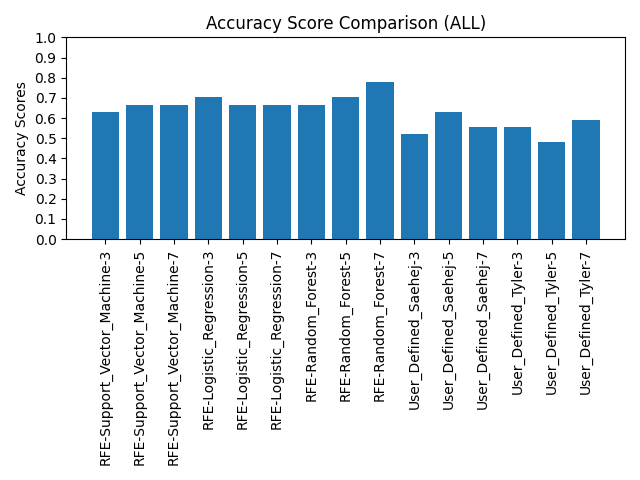 Accuracy Score Comparison (ALL)
Accuracy Scores
1.0
0.9
0.8
0.7
0.6
0.5
0.4
0.3
0.2
0.1
0.0
RFE-Support_Vector_Machine-3
RFE-Support_Vector_Machine-5
RFE-Support_Vector_Machine-7
RFE-Logistic_Regression-3
RFE-Logistic_Regression-5
RFE-Logistic_Regression-7
RFE-Random_Forest-3
RFE-Random_Forest-5
RFE-Random_Forest-7
User_Defined_Saehej-3
User_Defined_Saehej-5
User_Defined_Saehej-7
User_Defined_Tyler-3
User_Defined_Tyler-5
User_Defined_Tyler-7